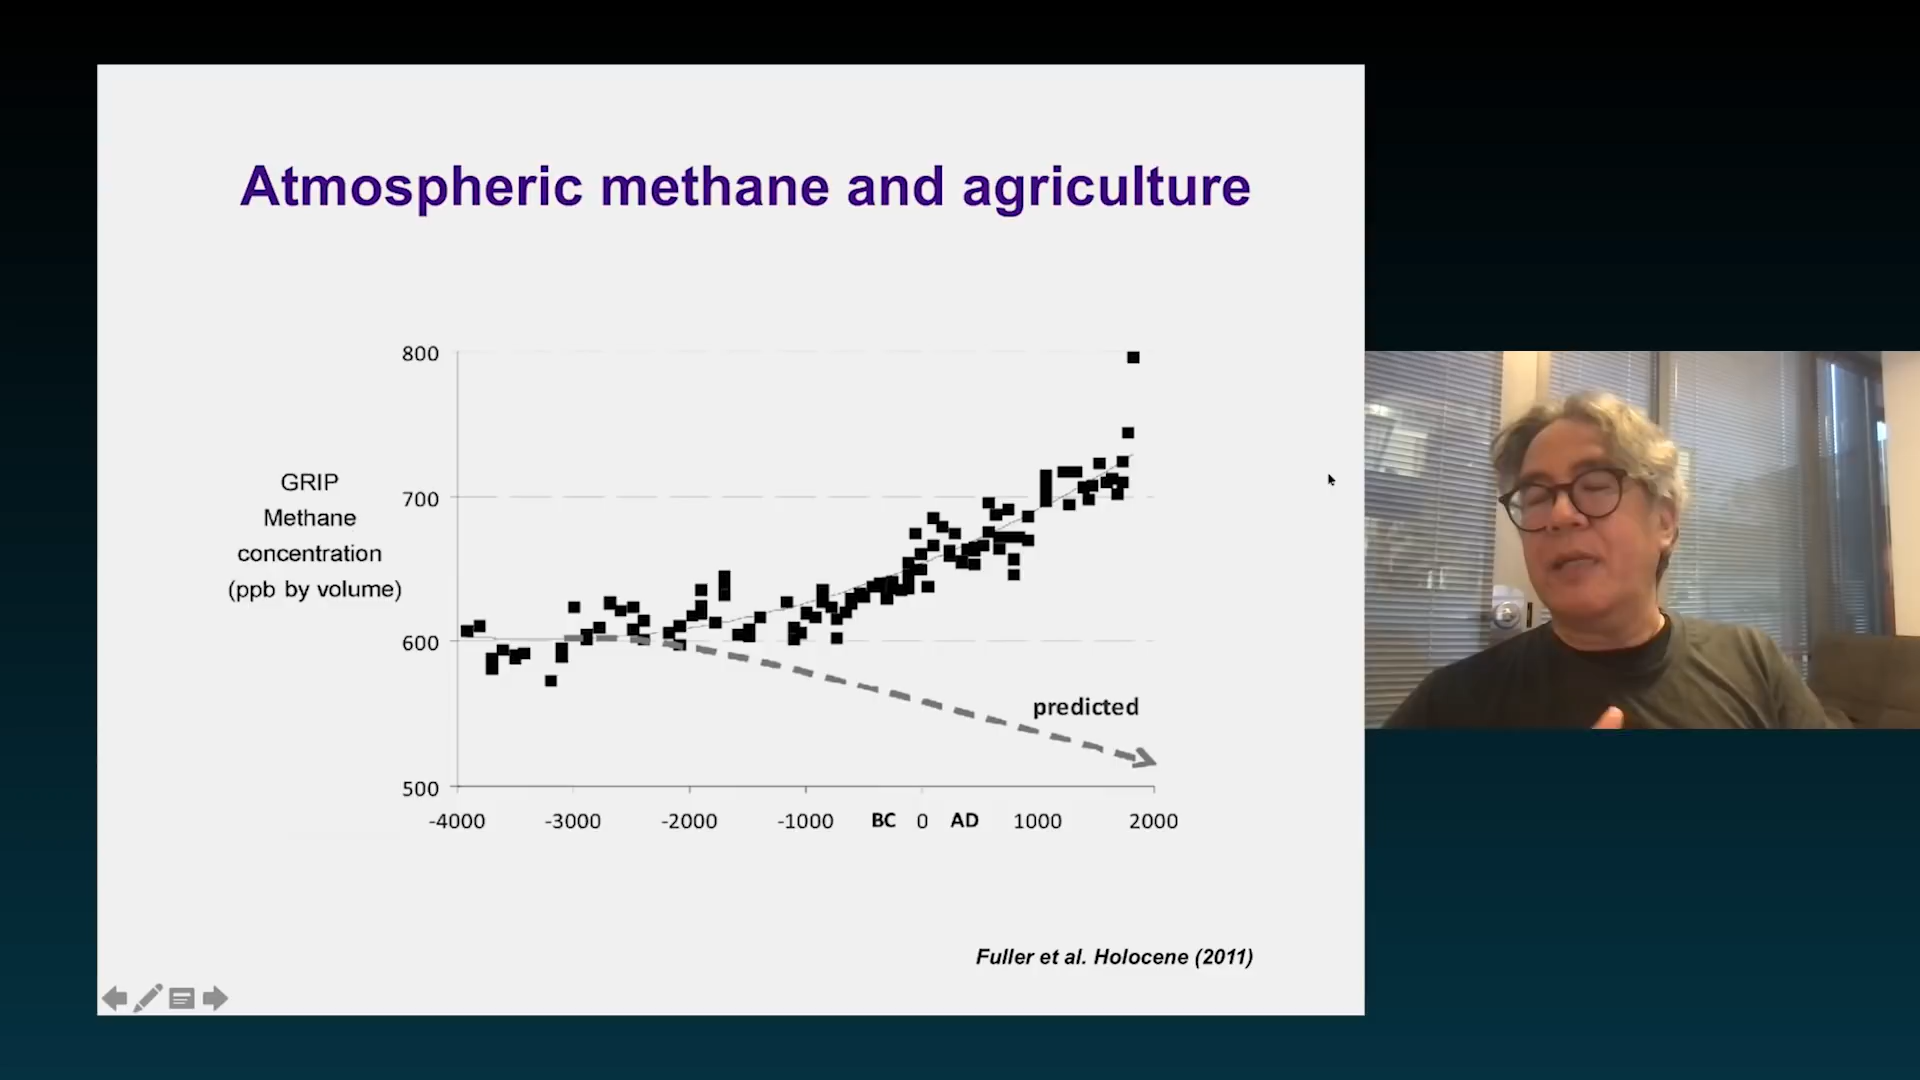 Atmospheric methane and agriculture
800
GRIP
Methane
concentration
(ppb by volume)
700
600
predicted
500
-4000 -3000 -2000 -1000 BC 0 AD 1000 2000
Fuller et al. Holocene (2011)